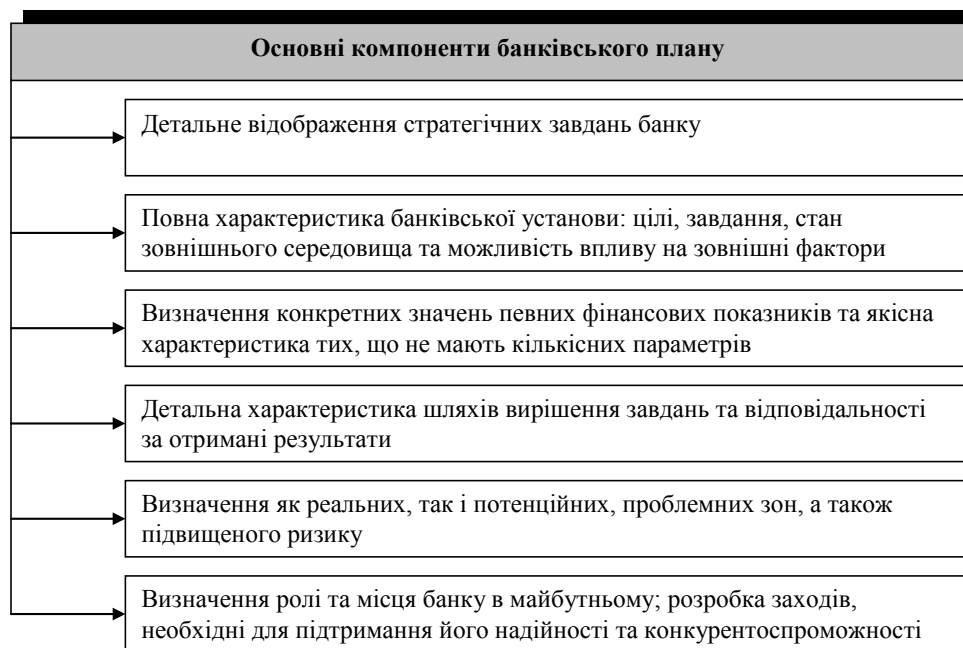 Основні компоненти банківського плану
Детальне відображення стратегічних завдань банку
Повна характеристика банківської установи: цілі, завдання, стан
зовнішнього середовища та можливість впливу на зовнішні фактори
Визначення конкретних значень певних фінансових показників та якісна
характеристика тих, що не мають кількісних параметрів
Детальна характеристика шляхів вирішення завдань та відповідальності
за отримані результати
Визначення як реальних, так і потенційних, проблемних зон, а також
підвищеного ризику
Визначення ролі та місця банку в майбутньому; розробка заходів,
необхідні для підтримання його надійності та конкурентоспроможності